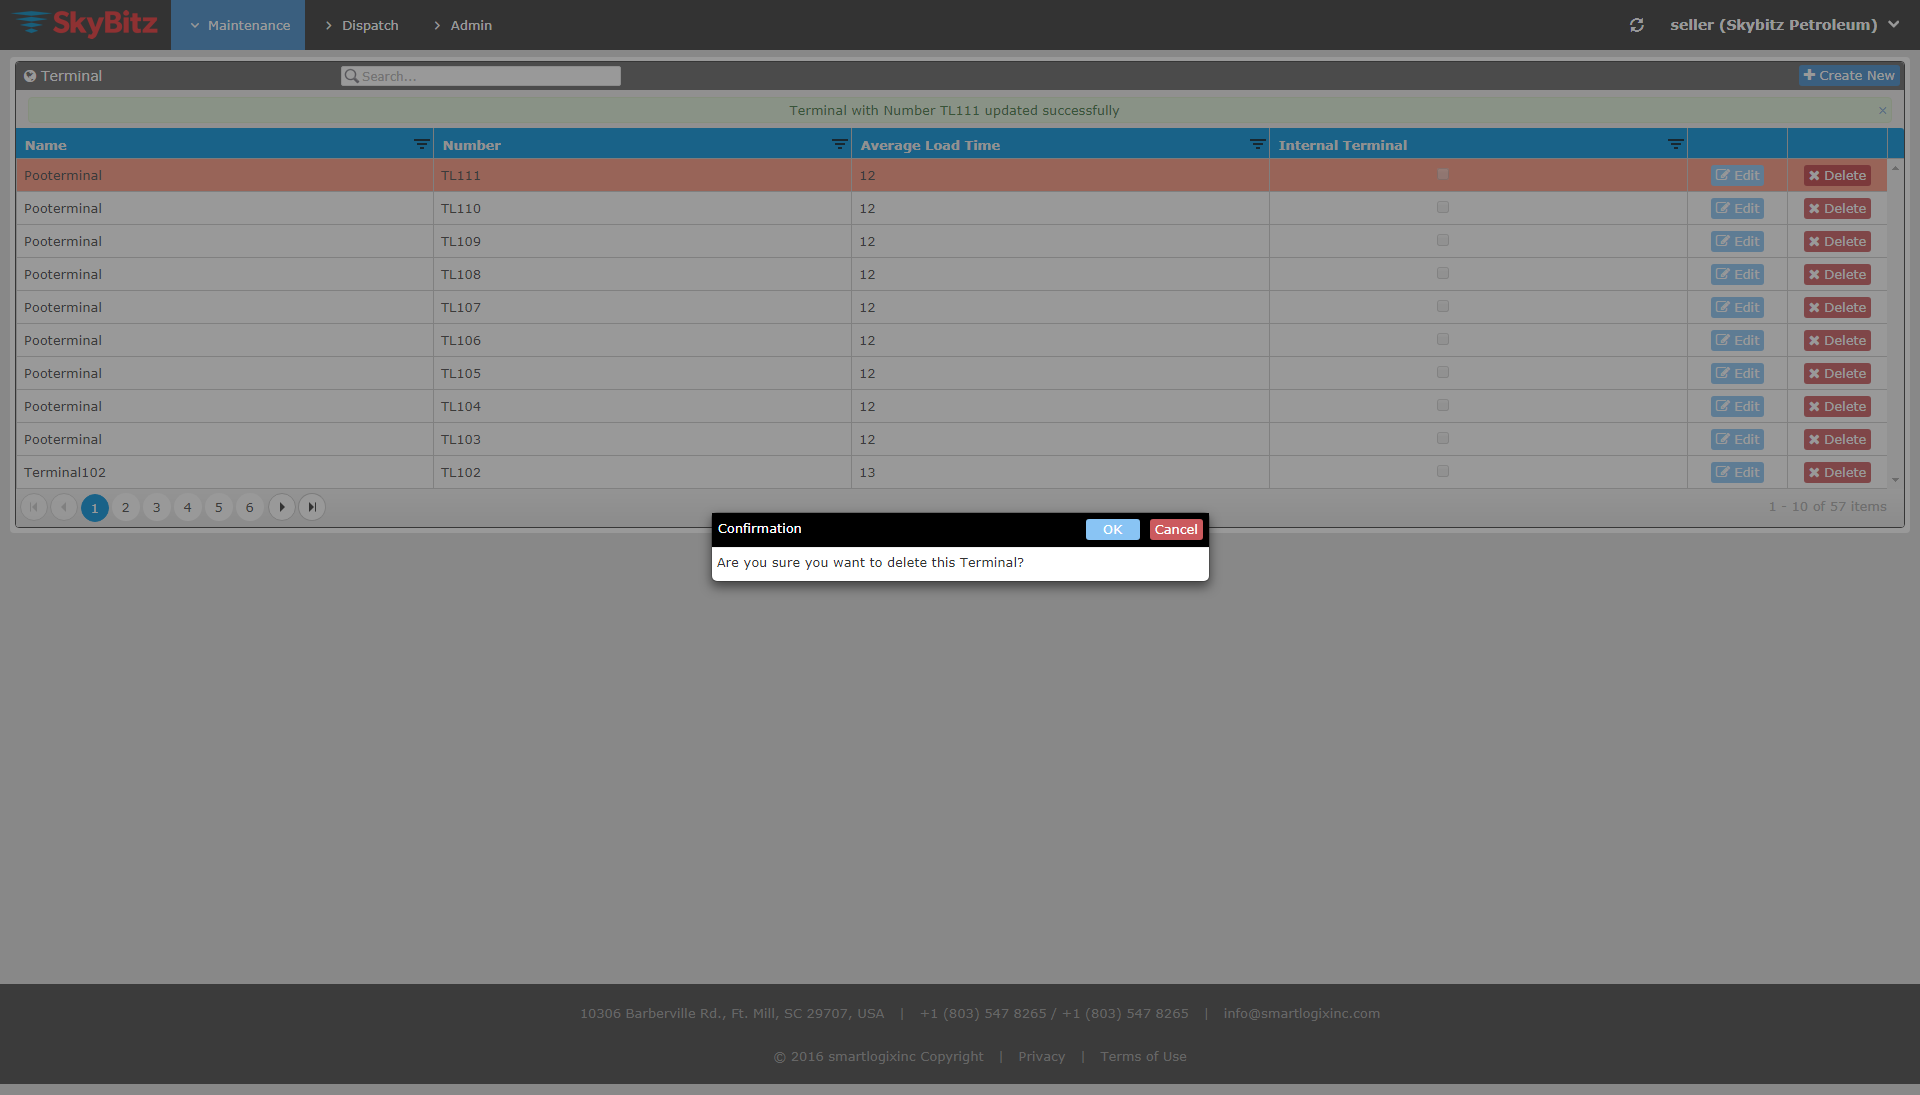 SkyBitz Maintenance Dispatch Admin seller (Skybitz Petroleum)
Terminal Search... Create New
Terminal with Number TL111 updated successfully ×
Name Number Average Load Time Internal Terminal
Pooterminal TL111 12 Edit Delete
Pooterminal TL110 12 Edit Delete
Pooterminal TL109 12 Edit Delete
Pooterminal TL108 12 Edit Delete
Pooterminal TL107 12 Edit Delete
Pooterminal TL106 12 Edit Delete
Pooterminal TL105 12 Edit Delete
Pooterminal TL104 12 Edit Delete
Pooterminal TL103 12 Edit Delete
Terminal102 TL102 13 Edit Delete
1 2 3 4 5 6 1 - 10 of 57 items
Confirmation OK Cancel
Are you sure you want to delete this Terminal?
10306 Barberville Rd., Ft. Mill, SC 29707, USA | +1 (803) 547 8265 / +1 (803) 547 8265 | info@smartlogixinc.com
© 2016 smartlogixinc Copyright | Privacy | Terms of Use